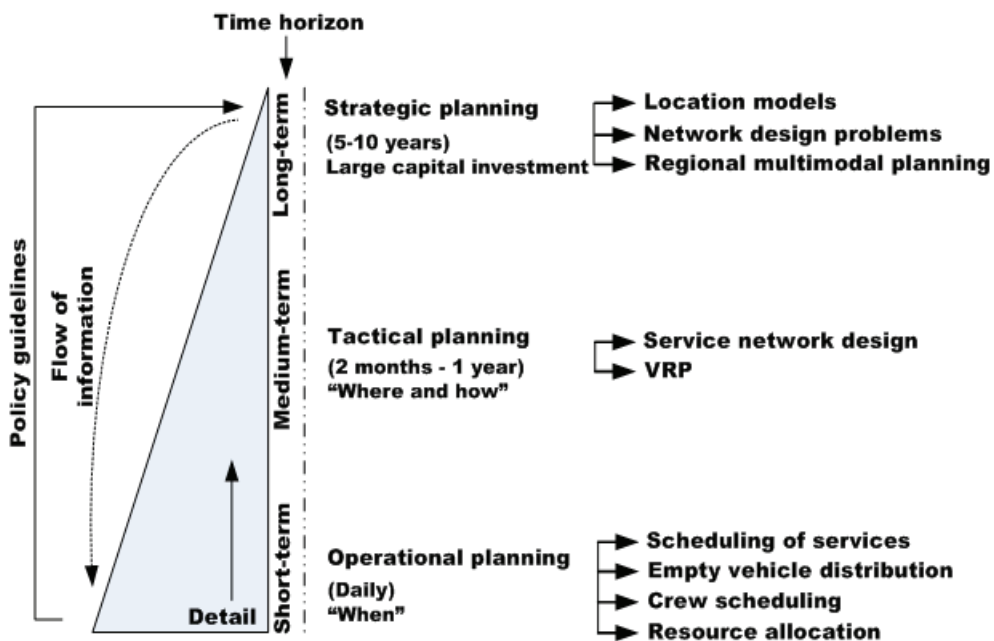 Time horizon
Policy guidelines
Flow of
information
Long-term
Medium-term
Short-term
Detail
Strategic planning
(5-10 years)
Large capital investment
Location models
Network design problems
Regional multimodal planning
Tactical planning
(2 months - 1 year)
“Where and how”
Service network design
VRP
Operational planning
(Daily)
“When”
Scheduling of services
Empty vehicle distribution
Crew scheduling
Resource allocation